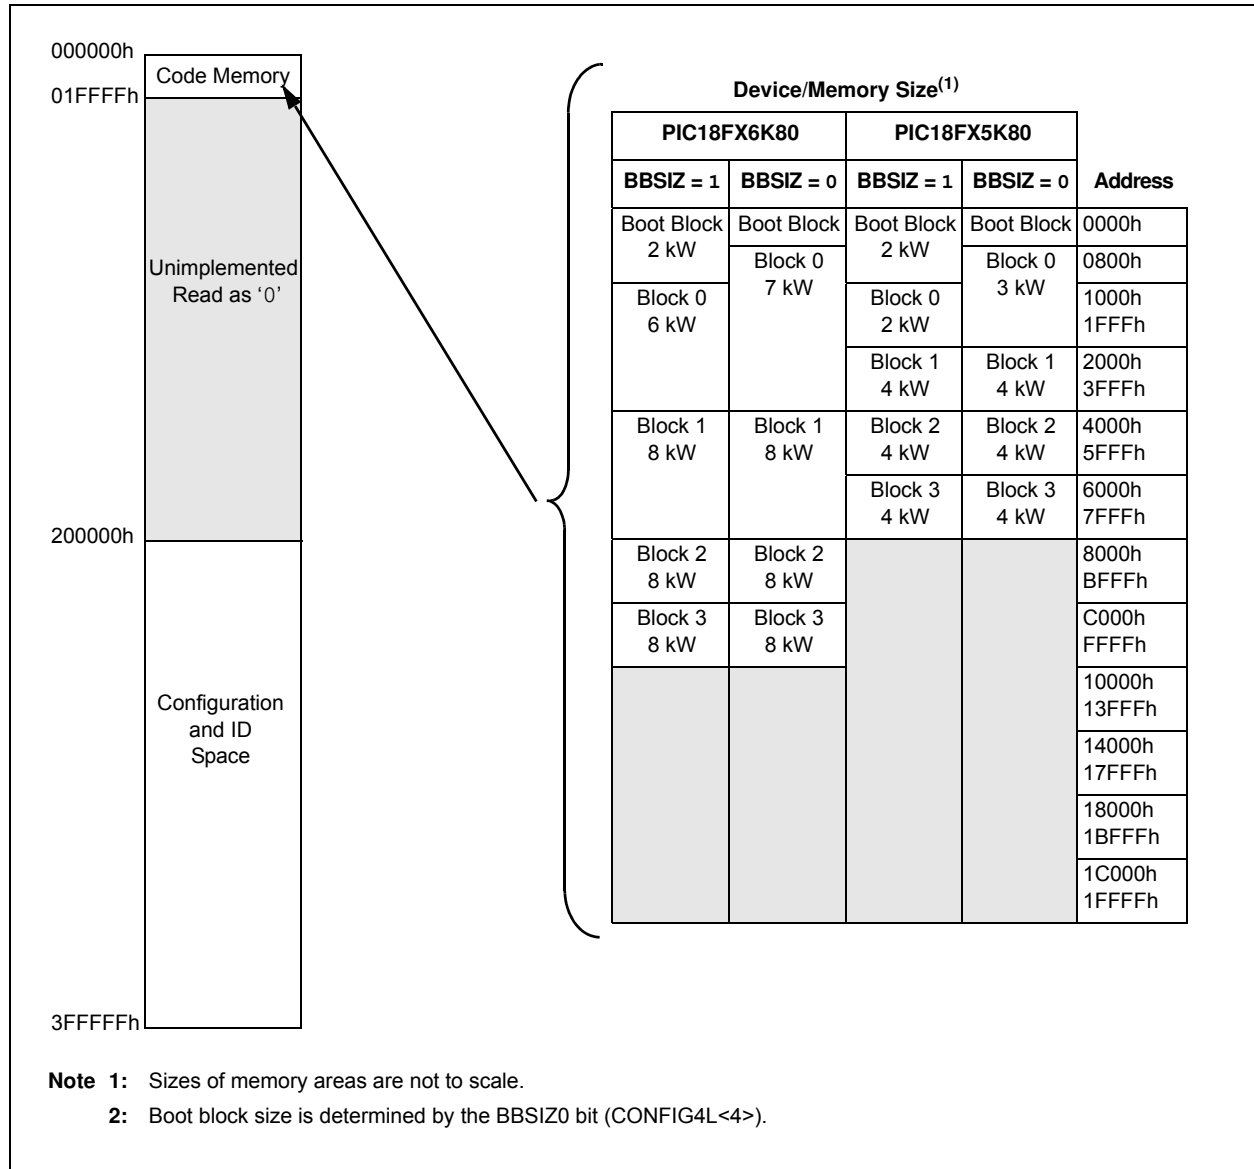 000000h
Code Memory
01FFFFh
Unimplemented
Read as ‘0’
200000h
Configuration
and ID
Space
3FFFFFh
Device/Memory Size(1)
PIC18FX6K80 PIC18FX5K80
BBSIZ = 1 BBSIZ = 0 BBSIZ = 1 BBSIZ = 0 Address
Boot Block Boot Block Boot Block Boot Block 0000h
2 kW 2 kW
Block 0 Block 0 0800h
7 kW 3 kW
Block 0 Block 0 1000h
6 kW 2 kW 1FFFh
Block 1 Block 1 2000h
4 kW 4 kW 3FFFh
Block 1 Block 1 Block 2 Block 2 4000h
8 kW 8 kW 4 kW 4 kW 5FFFh
Block 3 Block 3 6000h
4 kW 4 kW 7FFFh
Block 2 Block 2 8000h
8 kW 8 kW BFFFh
Block 3 Block 3 C000h
8 kW 8 kW FFFFh
10000h
13FFFh
14000h
17FFFh
18000h
1BFFFh
1C000h
1FFFFh
Note 1: Sizes of memory areas are not to scale.
2: Boot block size is determined by the BBSIZ0 bit (CONFIG4L<4>).